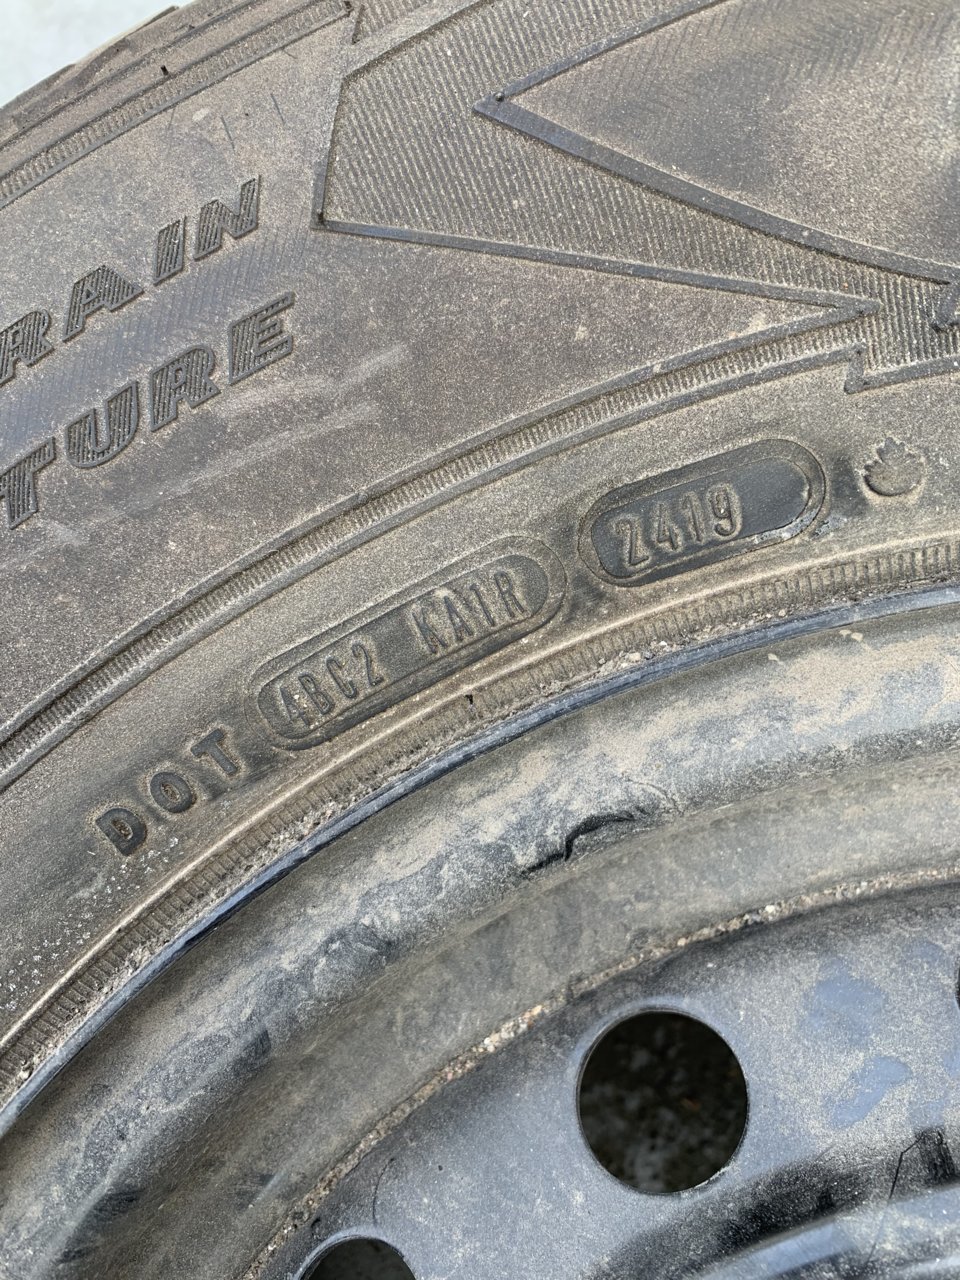 RAIN
TURE
DOT 4BC2 KA1R 2419